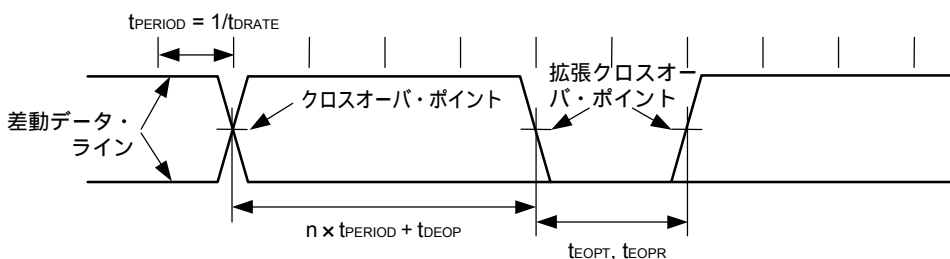 tPERIOD = 1/tDRATE
差動データ・
ライン
クロスオーバ・ポイント
拡張クロスオー
バ・ポイント
n × tPERIOD + tDEOP
tEOPT, tEOPR